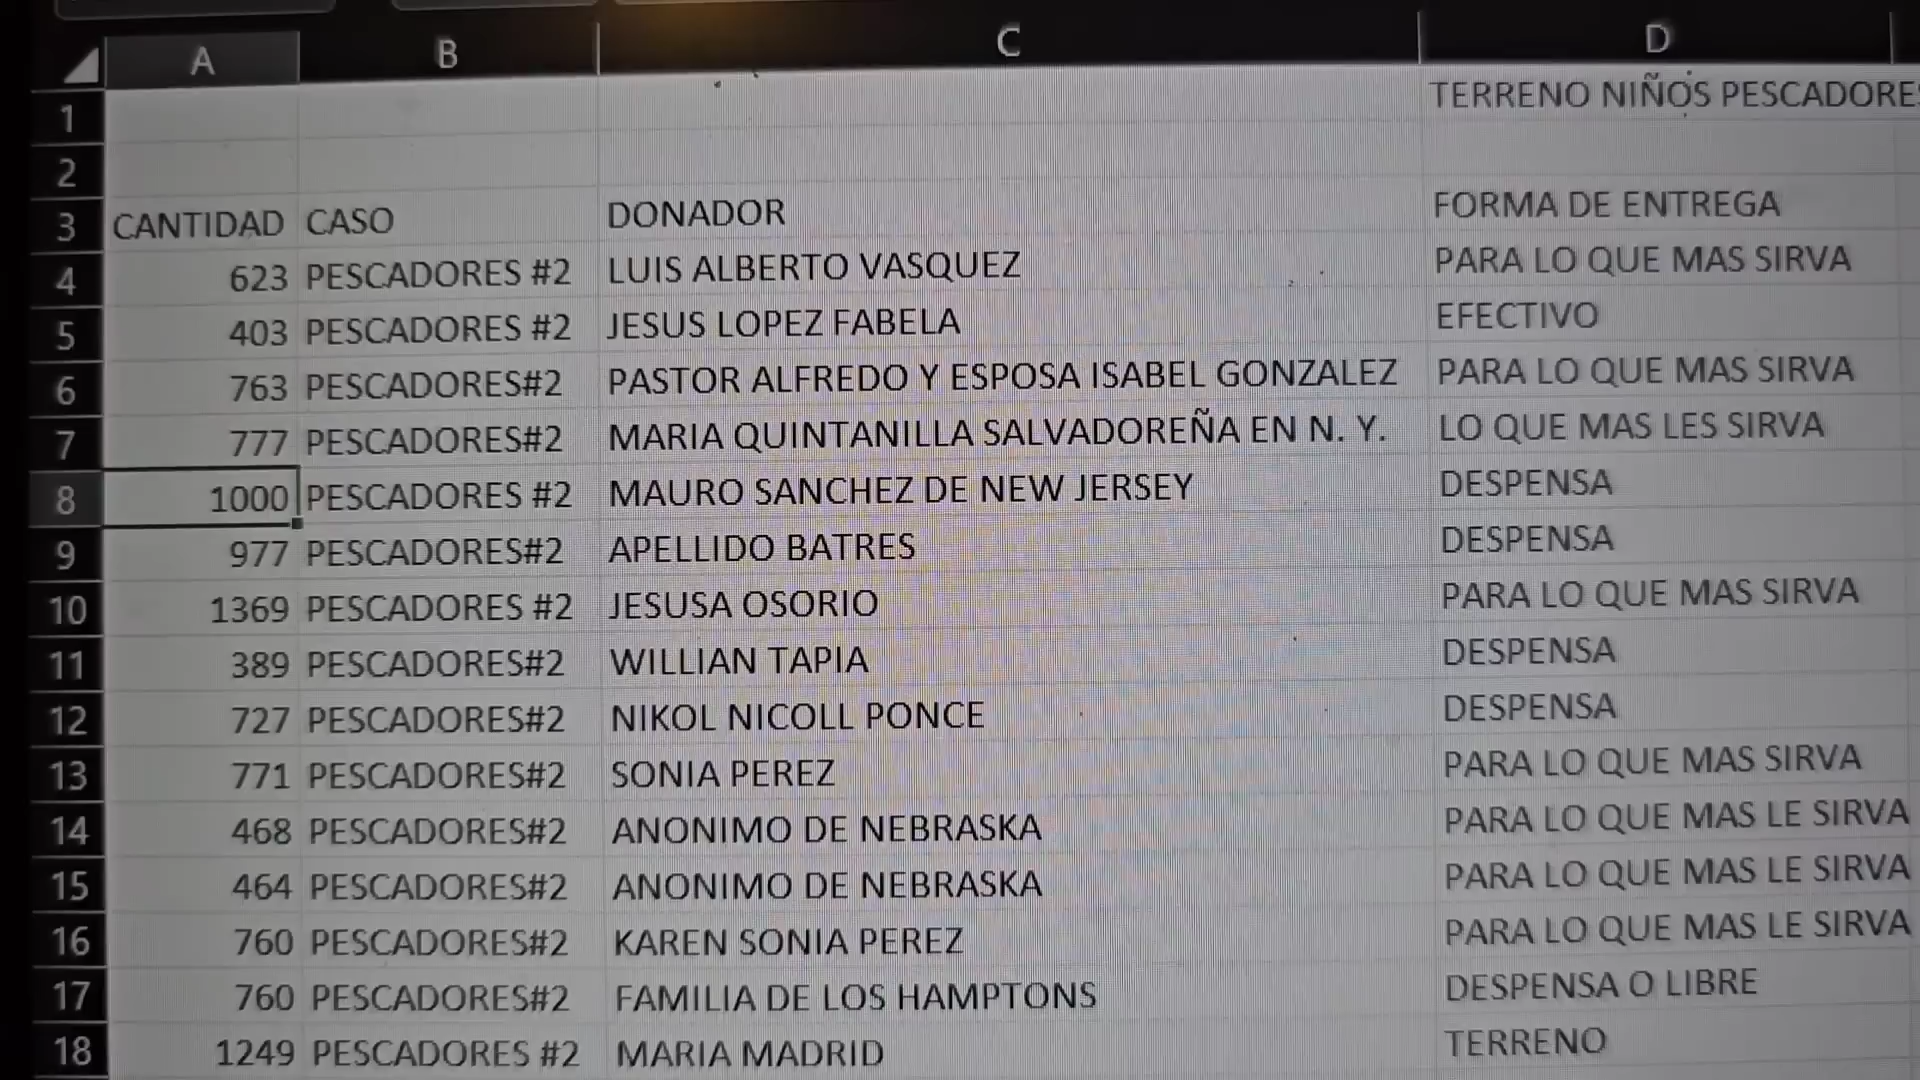 A B C D
1 TERRENO NIÑOS PESCADORES
2
3 CANTIDAD CASO DONADOR FORMA DE ENTREGA
4 623 PESCADORES #2 LUIS ALBERTO VASQUEZ PARA LO QUE MAS SIRVA
5 403 PESCADORES #2 JESUS LOPEZ FABELA EFECTIVO
6 763 PESCADORES#2 PASTOR ALFREDO Y ESPOSA ISABEL GONZALEZ PARA LO QUE MAS SIRVA
7 777 PESCADORES#2 MARIA QUINTANILLA SALVADOREÑA EN N. Y. LO QUE MAS LES SIRVA
8 1000 PESCADORES #2 MAURO SANCHEZ DE NEW JERSEY DESPENSA
9 977 PESCADORES#2 APELLIDO BATRES DESPENSA
10 1369 PESCADORES #2 JESUSA OSORIO PARA LO QUE MAS SIRVA
11 389 PESCADORES#2 WILLIAN TAPIA DESPENSA
12 727 PESCADORES#2 NIKOL NICOLL PONCE DESPENSA
13 771 PESCADORES#2 SONIA PEREZ PARA LO QUE MAS SIRVA
14 468 PESCADORES#2 ANONIMO DE NEBRASKA PARA LO QUE MAS LE SIRVA
15 464 PESCADORES#2 ANONIMO DE NEBRASKA PARA LO QUE MAS LE SIRVA
16 760 PESCADORES#2 KAREN SONIA PEREZ PARA LO QUE MAS LE SIRVA
17 760 PESCADORES#2 FAMILIA DE LOS HAMPTONS DESPENSA O LIBRE
18 1249 PESCADORES #2 MARIA MADRID TERRENO